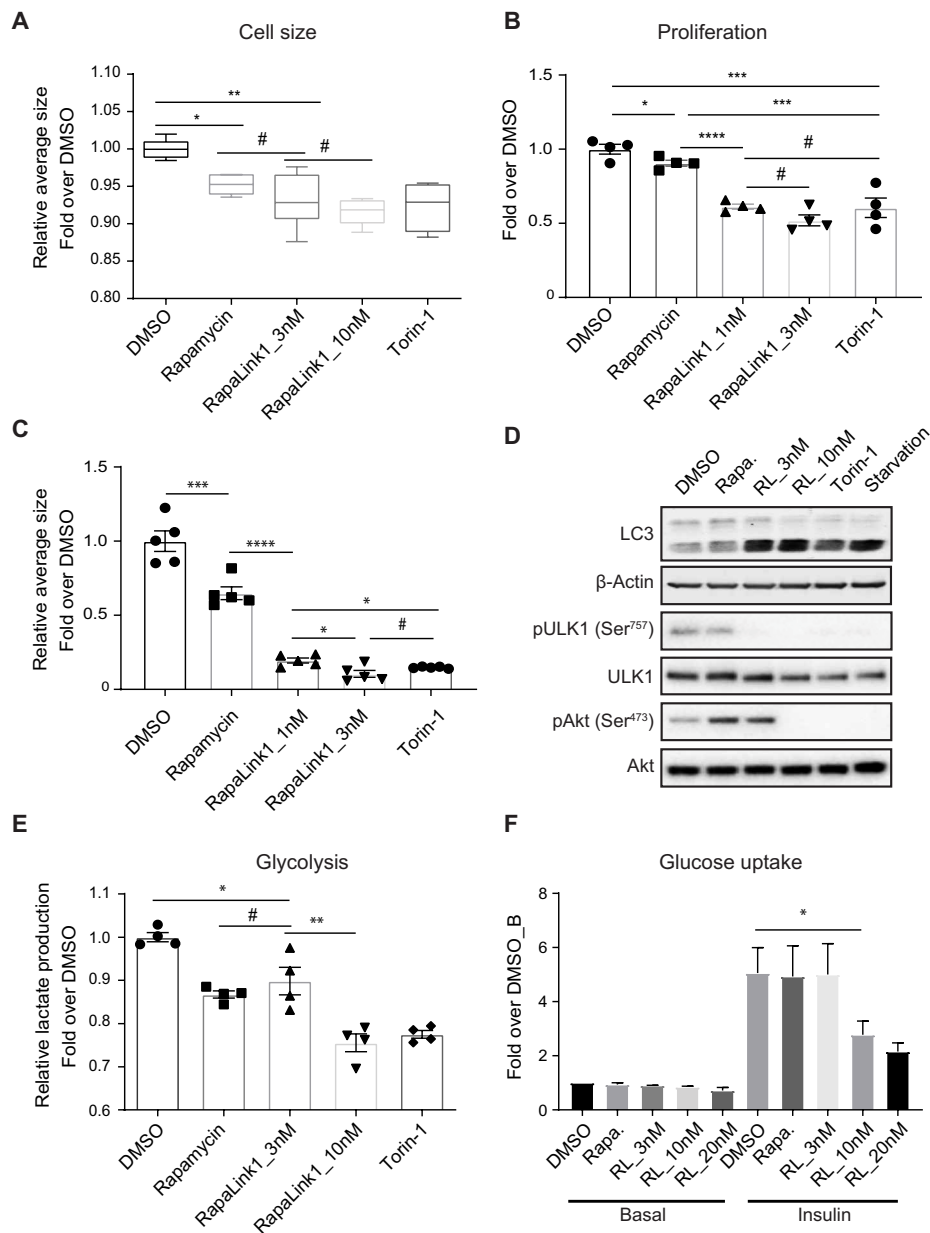 A
Cell size
Relative average size
Fold over DMSO
1.10
1.05
1.00
0.95
0.90
0.85
0.80
**
*
#
#
DMSO
Rapamycin
RapaLink1_3nM
RapaLink1_10nM
Torin-1
B
Proliferation
Fold over DMSO
1.5
1.0
0.5
0
***
*
***
****
#
#
DMSO
Rapamycin
RapaLink1_1nM
RapaLink1_3nM
Torin-1
C
Relative average size
Fold over DMSO
1.5
1.0
0.5
0
***
****
*
*
#
DMSO
Rapamycin
RapaLink1_1nM
RapaLink1_3nM
Torin-1
D
DMSO
Rapa.
RL_3nM
RL_10nM
Torin-1
Starvation
LC3
β-Actin
pULK1 (Ser⁷⁵⁷)
ULK1
pAkt (Ser⁴⁷³)
Akt
E
Glycolysis
Relative lactate production
Fold over DMSO
1.1
1.0
0.9
0.8
0.7
0.6
*
#
**
DMSO
Rapamycin
RapaLink1_3nM
RapaLink1_10nM
Torin-1
F
Glucose uptake
Fold over DMSO_B
8
6
4
2
0
*
DMSO
Rapa.
RL_3nM
RL_10nM
RL_20nM
DMSO
Rapa.
RL_3nM
RL_10nM
RL_20nM
Basal
Insulin